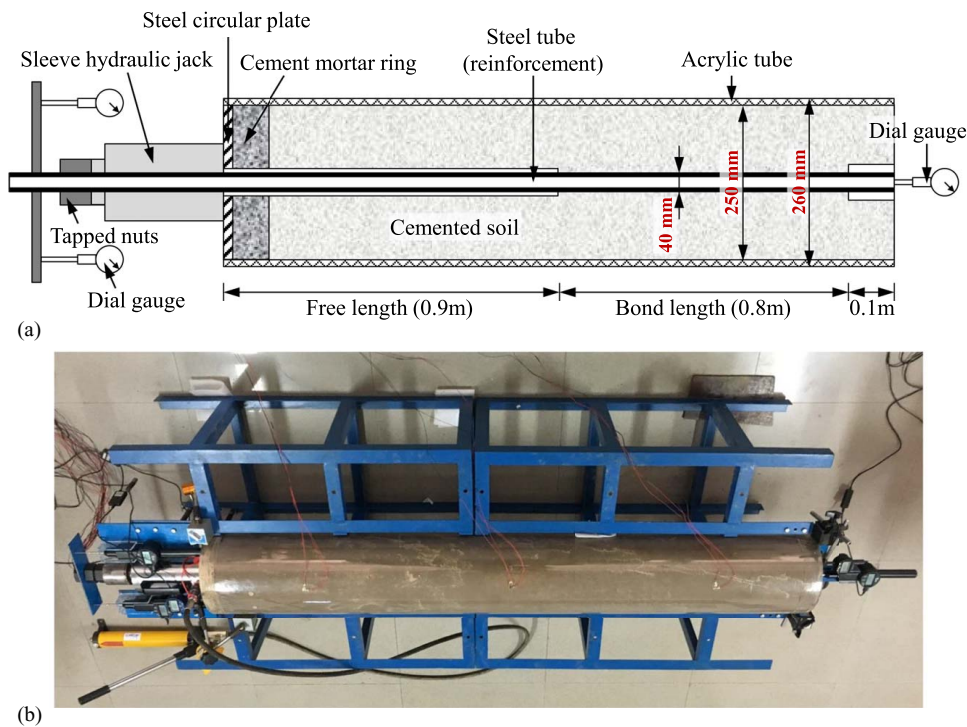 Steel circular plate
Sleeve hydraulic jack
Cement mortar ring
Steel tube
(reinforcement)
Acrylic tube
Dial gauge
Tapped nuts
Cemented soil
40 mm
250 mm
260 mm
Dial gauge
Free length (0.9m)
Bond length (0.8m)
0.1m
(a)
(b)